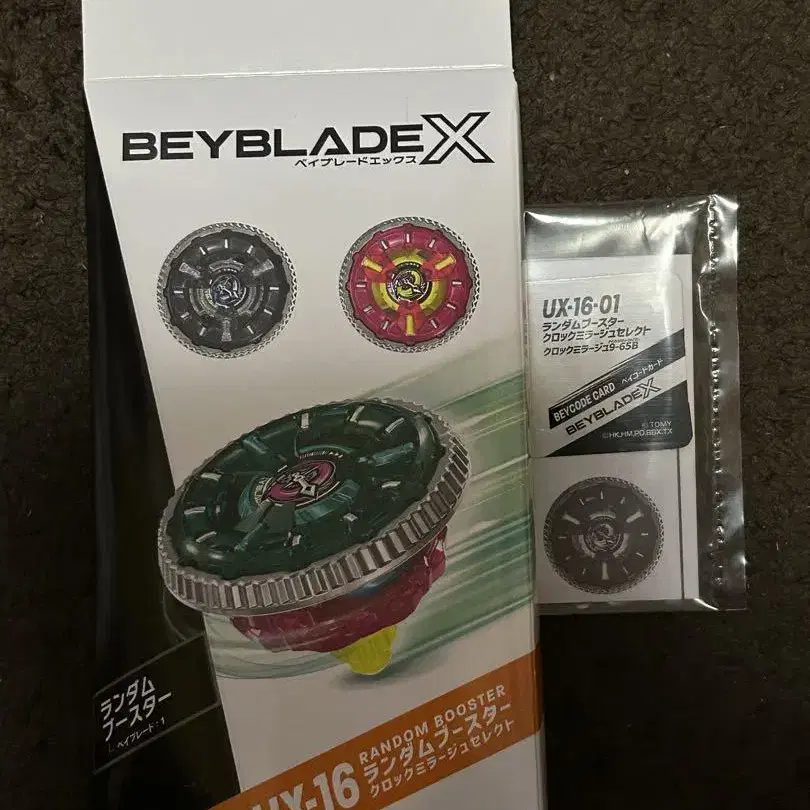 BEYBLADE X
ベイブレードエックス
ランダム
ブースター
ベイブレード:1
UX-16
RANDOM BOOSTER
ランダムブースター
クロックミラージュセレクト
UX-16-01
ランダムブースター
クロックミラージュセレクト
クロックミラージュ9-65B
BEYCODE CARD ベイコードカード
BEYBLADE X
© TOMY
©HK,HM,PD,BBX,TX